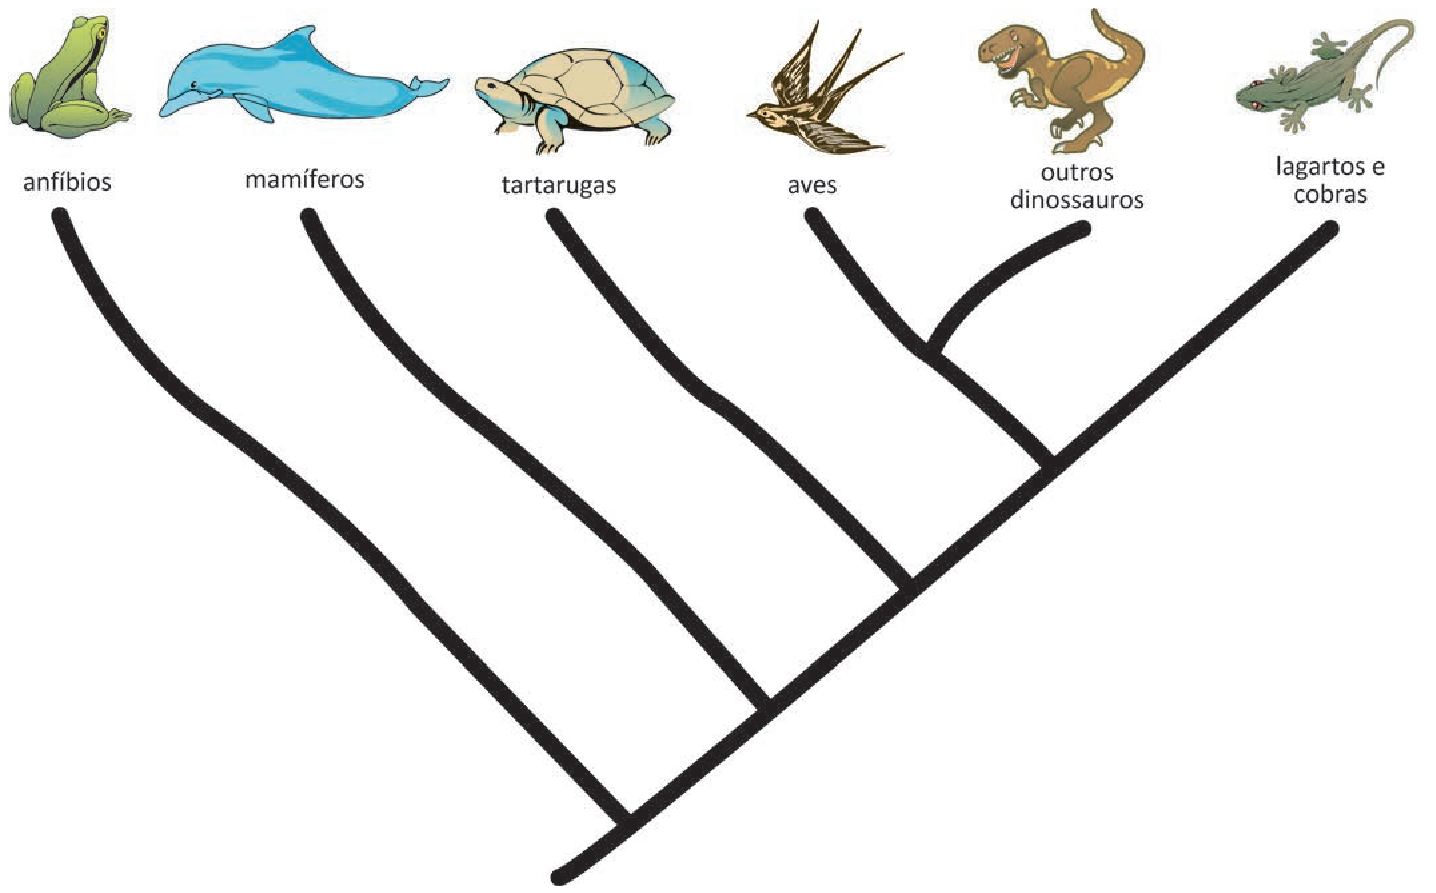 anfíbios
mamíferos
tartarugas
aves
outros
dinossauros
lagartos e
cobras